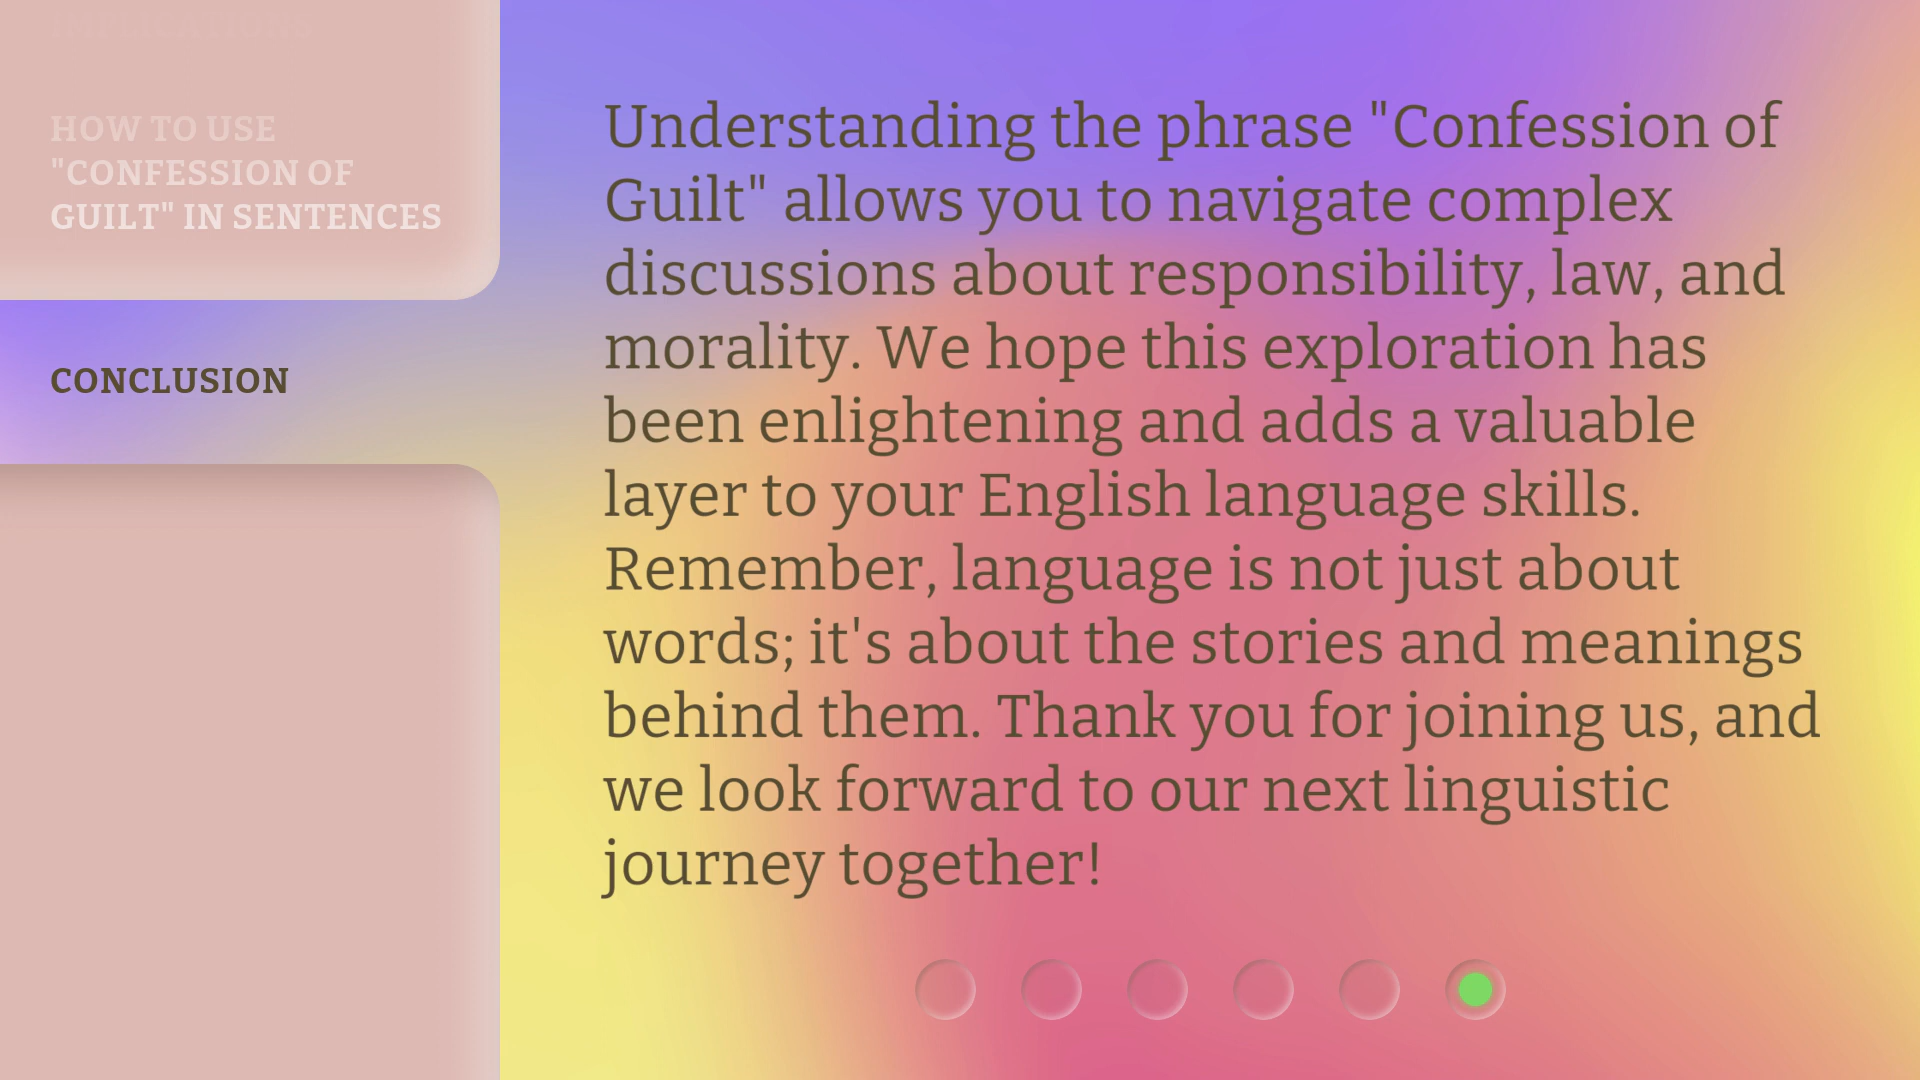 IMPLICATIONS
HOW TO USE
"CONFESSION OF
GUILT" IN SENTENCES
CONCLUSION
Understanding the phrase "Confession of
Guilt" allows you to navigate complex
discussions about responsibility, law, and
morality. We hope this exploration has
been enlightening and adds a valuable
layer to your English language skills.
Remember, language is not just about
words; it's about the stories and meanings
behind them. Thank you for joining us, and
we look forward to our next linguistic
journey together!